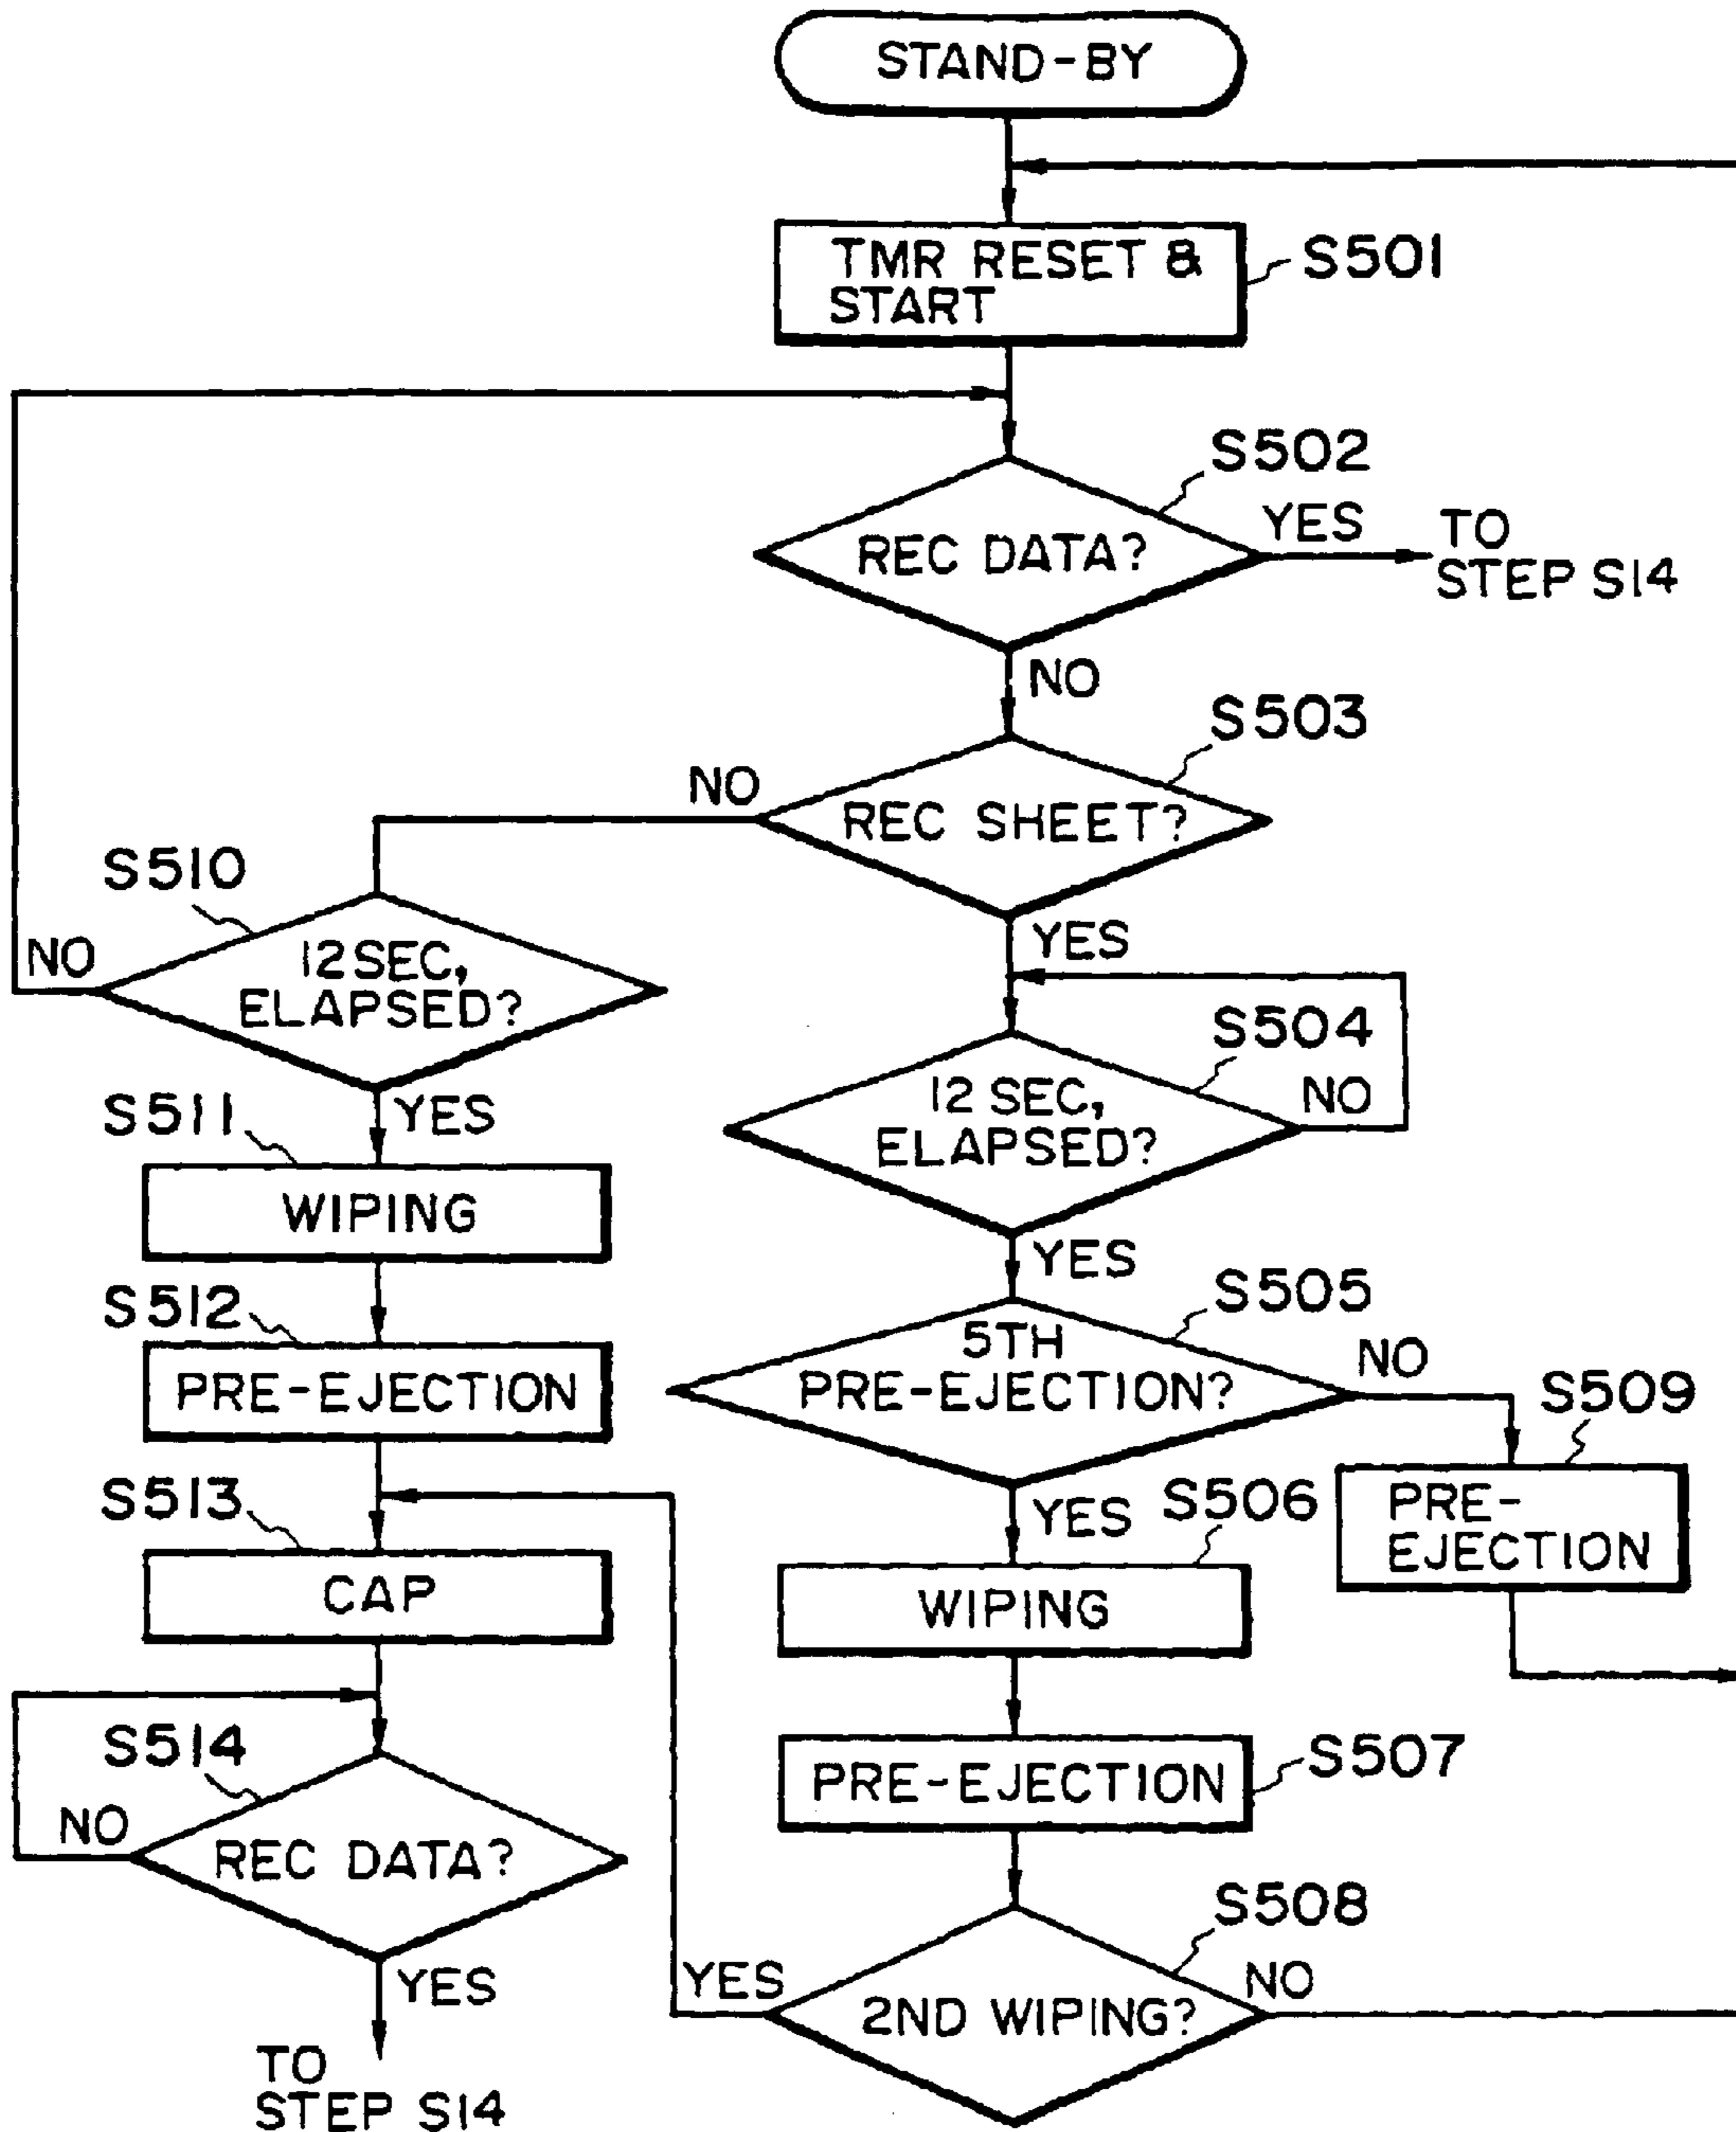 STAND-BY
TMR RESET &
START
S501
S502
REC DATA?
YES
TO
STEP S14
NO
S503
REC SHEET?
NO
YES
S510
12 SEC,
ELAPSED?
NO
YES
S504
12 SEC,
ELAPSED?
NO
YES
S511
WIPING
S512
PRE-EJECTION
S505
5TH
PRE-EJECTION?
NO
YES
S509
PRE-
EJECTION
S513
CAP
S506
WIPING
S507
PRE-EJECTION
S514
REC DATA?
NO
YES
TO
STEP S14
S508
2ND WIPING?
YES
NO